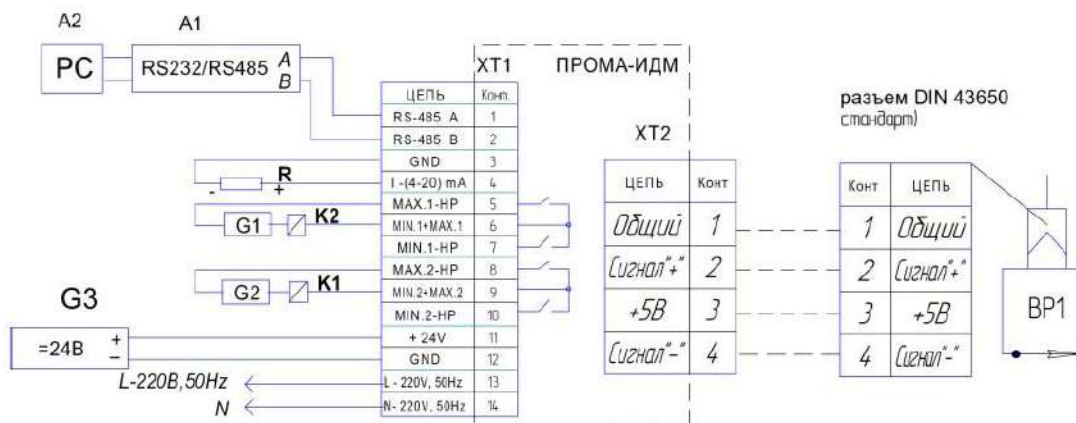 A2
A1
PC
RS232/RS485 A
B
XT1
ПРОМА-ИДМ
ЦЕПЬ Конт.
RS-485 A 1
RS-485 B 2
GND 3
I -(4-20) mA 4
MAX.1-HP 5
MIN.1+MAX.1 6
MIN.1-HP 7
MAX.2-HP 8
MIN.2+MAX.2 9
MIN.2-HP 10
+ 24V 11
GND 12
L - 220V, 50Hz 13
N- 220V, 50Hz 14
R
- +
G1 K2
G2 K1
G3
=24В + −
L-220В,50Hz
N
XT2
ЦЕПЬ Конт
Общий 1
Сигнал"+" 2
+5В 3
Сигнал"-" 4
разъем DIN 43650
стандарт)
Конт ЦЕПЬ
1 Общий
2 Сигнал"+"
3 +5В
4 Сигнал"-"
BP1